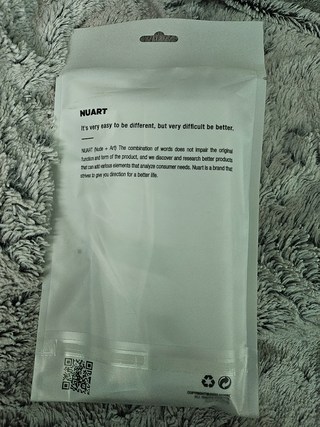 NUART
It's very easy to be different, but very difficult be better.
NUART (Nute + Art) The combination of words does not impair the original
function and form of the product, and we discover and research better products
that can add various elements that analyze consumer needs. Nuart is a brand that
strives to give you direction for a better life.